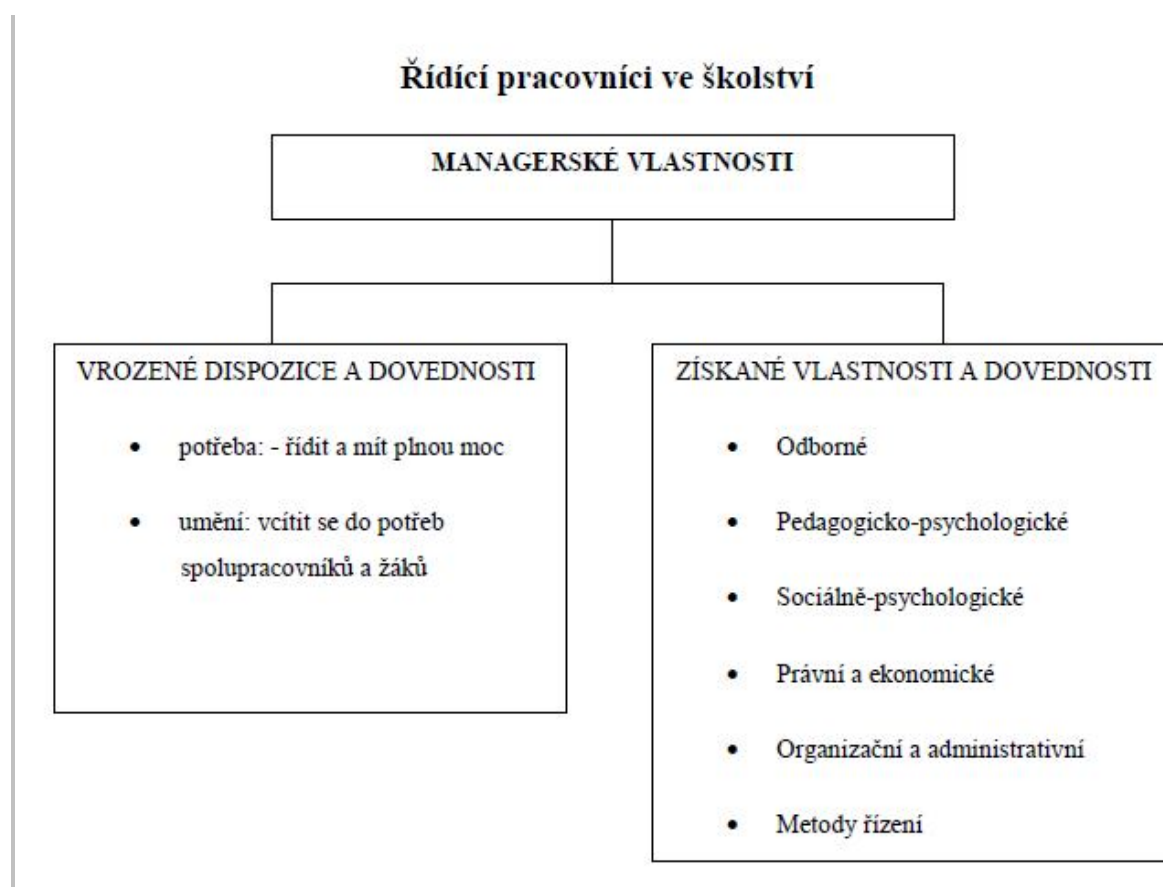 Řídící pracovníci ve školství
MANAGERSKÉ VLASTNOSTI
VROZENÉ DISPOZICE A DOVEDNOSTI
• potřeba: - řídit a mít plnou moc
• umění: vcítit se do potřeb
spolupracovníků a žáků
ZÍSKANÉ VLASTNOSTI A DOVEDNOSTI
• Odborné
• Pedagogicko-psychologické
• Sociálně-psychologické
• Právní a ekonomické
• Organizační a administrativní
• Metody řízení